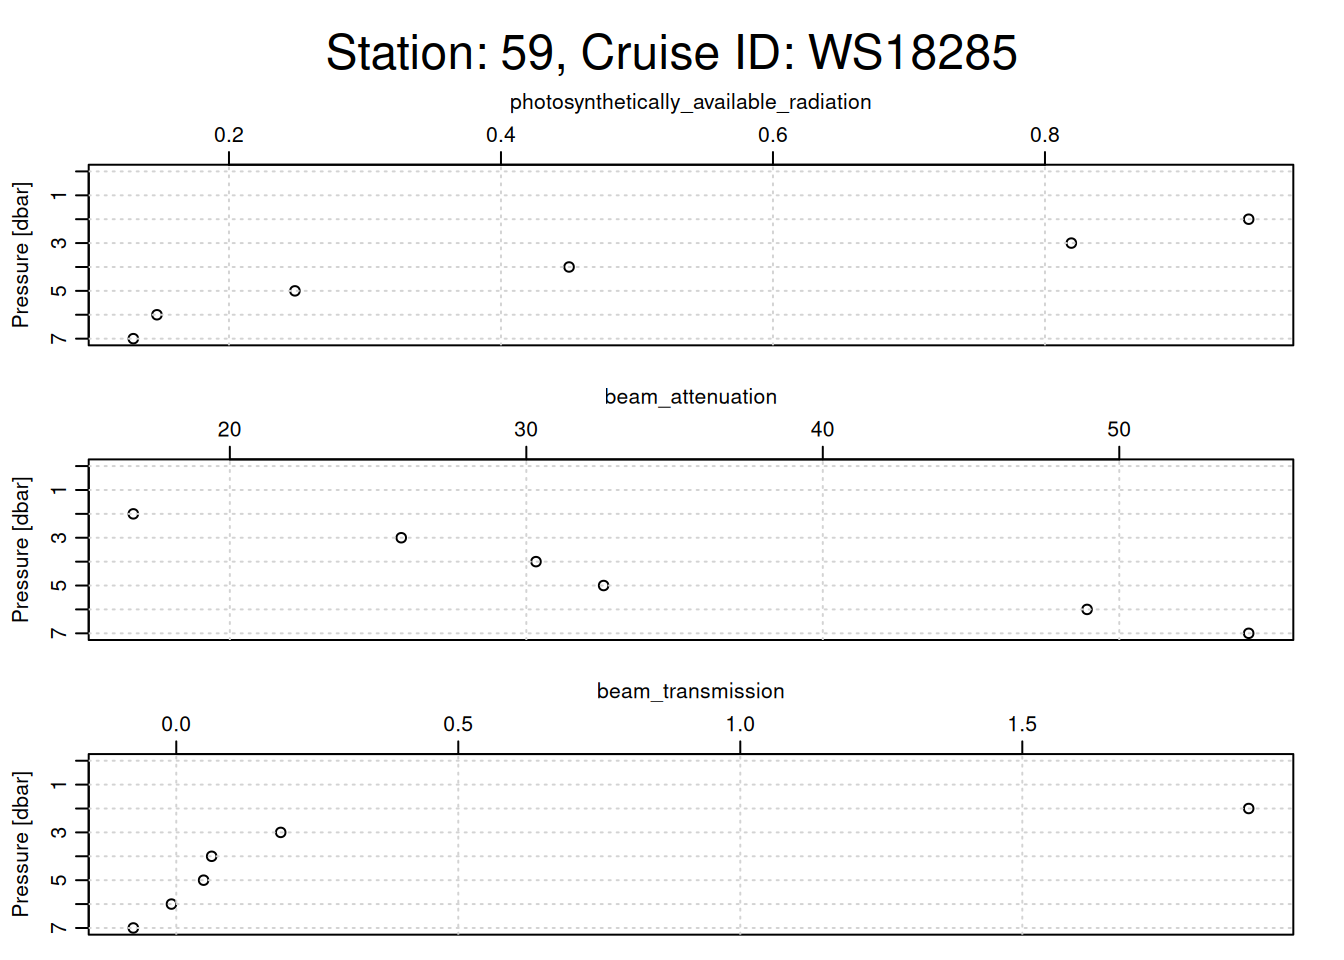 Station: 59, Cruise ID: WS18285
photosynthetically_available_radiation
0.2 0.4 0.6 0.8
Pressure [dbar]
1
3
5
7
beam_attenuation
20 30 40 50
Pressure [dbar]
1
3
5
7
beam_transmission
0.0 0.5 1.0 1.5
Pressure [dbar]
1
3
5
7